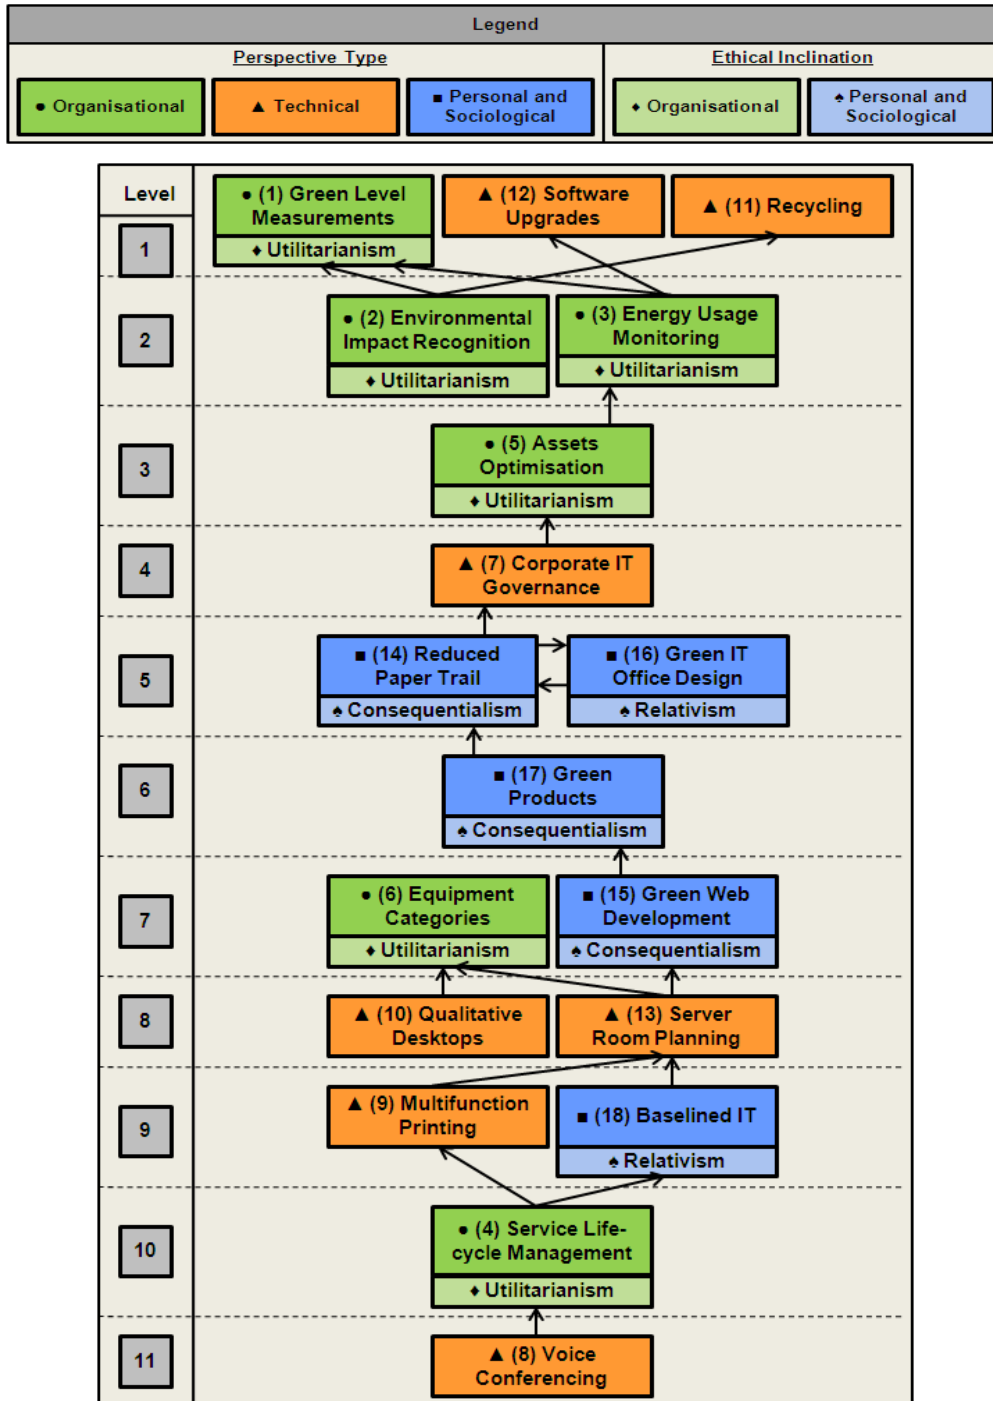 Legend
Perspective Type
Ethical Inclination
● Organisational
▲ Technical
■ Personal and
Sociological
♦ Organisational
♠ Personal and
Sociological
Level
1
● (1) Green Level
Measurements
♦ Utilitarianism
▲ (12) Software
Upgrades
▲ (11) Recycling
2
● (2) Environmental
Impact Recognition
♦ Utilitarianism
● (3) Energy Usage
Monitoring
♦ Utilitarianism
3
● (5) Assets
Optimisation
♦ Utilitarianism
4
▲ (7) Corporate IT
Governance
5
■ (14) Reduced
Paper Trail
♠ Consequentialism
■ (16) Green IT
Office Design
♠ Relativism
6
■ (17) Green
Products
♠ Consequentialism
7
● (6) Equipment
Categories
♦ Utilitarianism
■ (15) Green Web
Development
♠ Consequentialism
8
▲ (10) Qualitative
Desktops
▲ (13) Server
Room Planning
9
▲ (9) Multifunction
Printing
■ (18) Baselined IT
♠ Relativism
10
● (4) Service Life-
cycle Management
♦ Utilitarianism
11
▲ (8) Voice
Conferencing